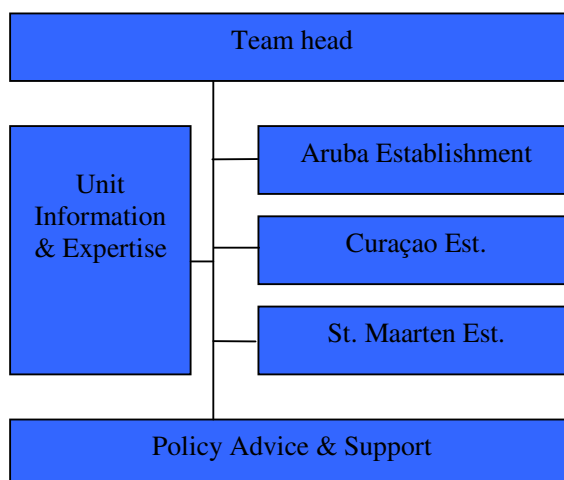 Team head
Unit
Information
& Expertise
Aruba Establishment
Curaçao Est.
St. Maarten Est.
Policy Advice & Support